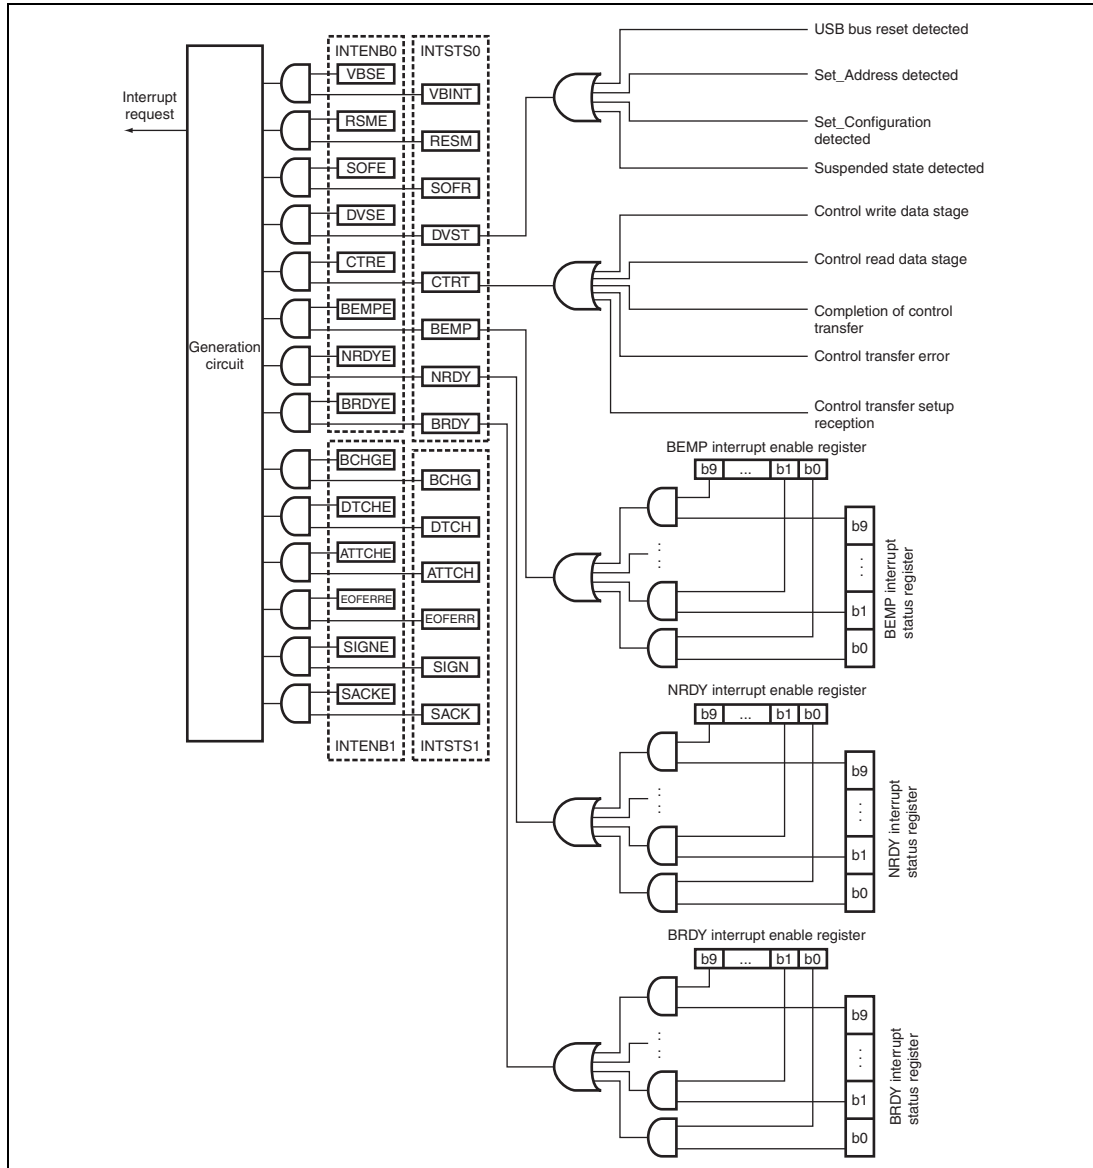 INTENB0
INTSTS0
VBSE
VBINT
RSME
RESM
SOFE
SOFR
DVSE
DVST
CTRE
CTRT
BEMPE
BEMP
NRDYE
NRDY
BRDYE
BRDY
BCHGE
BCHG
DTCHE
DTCH
ATTCHE
ATTCH
EOFERRE
EOFERR
SIGNE
SIGN
SACKE
SACK
INTENB1
INTSTS1
Interrupt
request
Generation
circuit
USB bus reset detected
Set_Address detected
Set_Configuration
detected
Suspended state detected
Control write data stage
Control read data stage
Completion of control
transfer
Control transfer error
Control transfer setup
reception
BEMP interrupt enable register
b9 ... b1 b0
b9
...
b1
b0
BEMP interrupt
status register
NRDY interrupt enable register
b9 ... b1 b0
b9
...
b1
b0
NRDY interrupt
status register
BRDY interrupt enable register
b9 ... b1 b0
b9
...
b1
b0
BRDY interrupt
status register